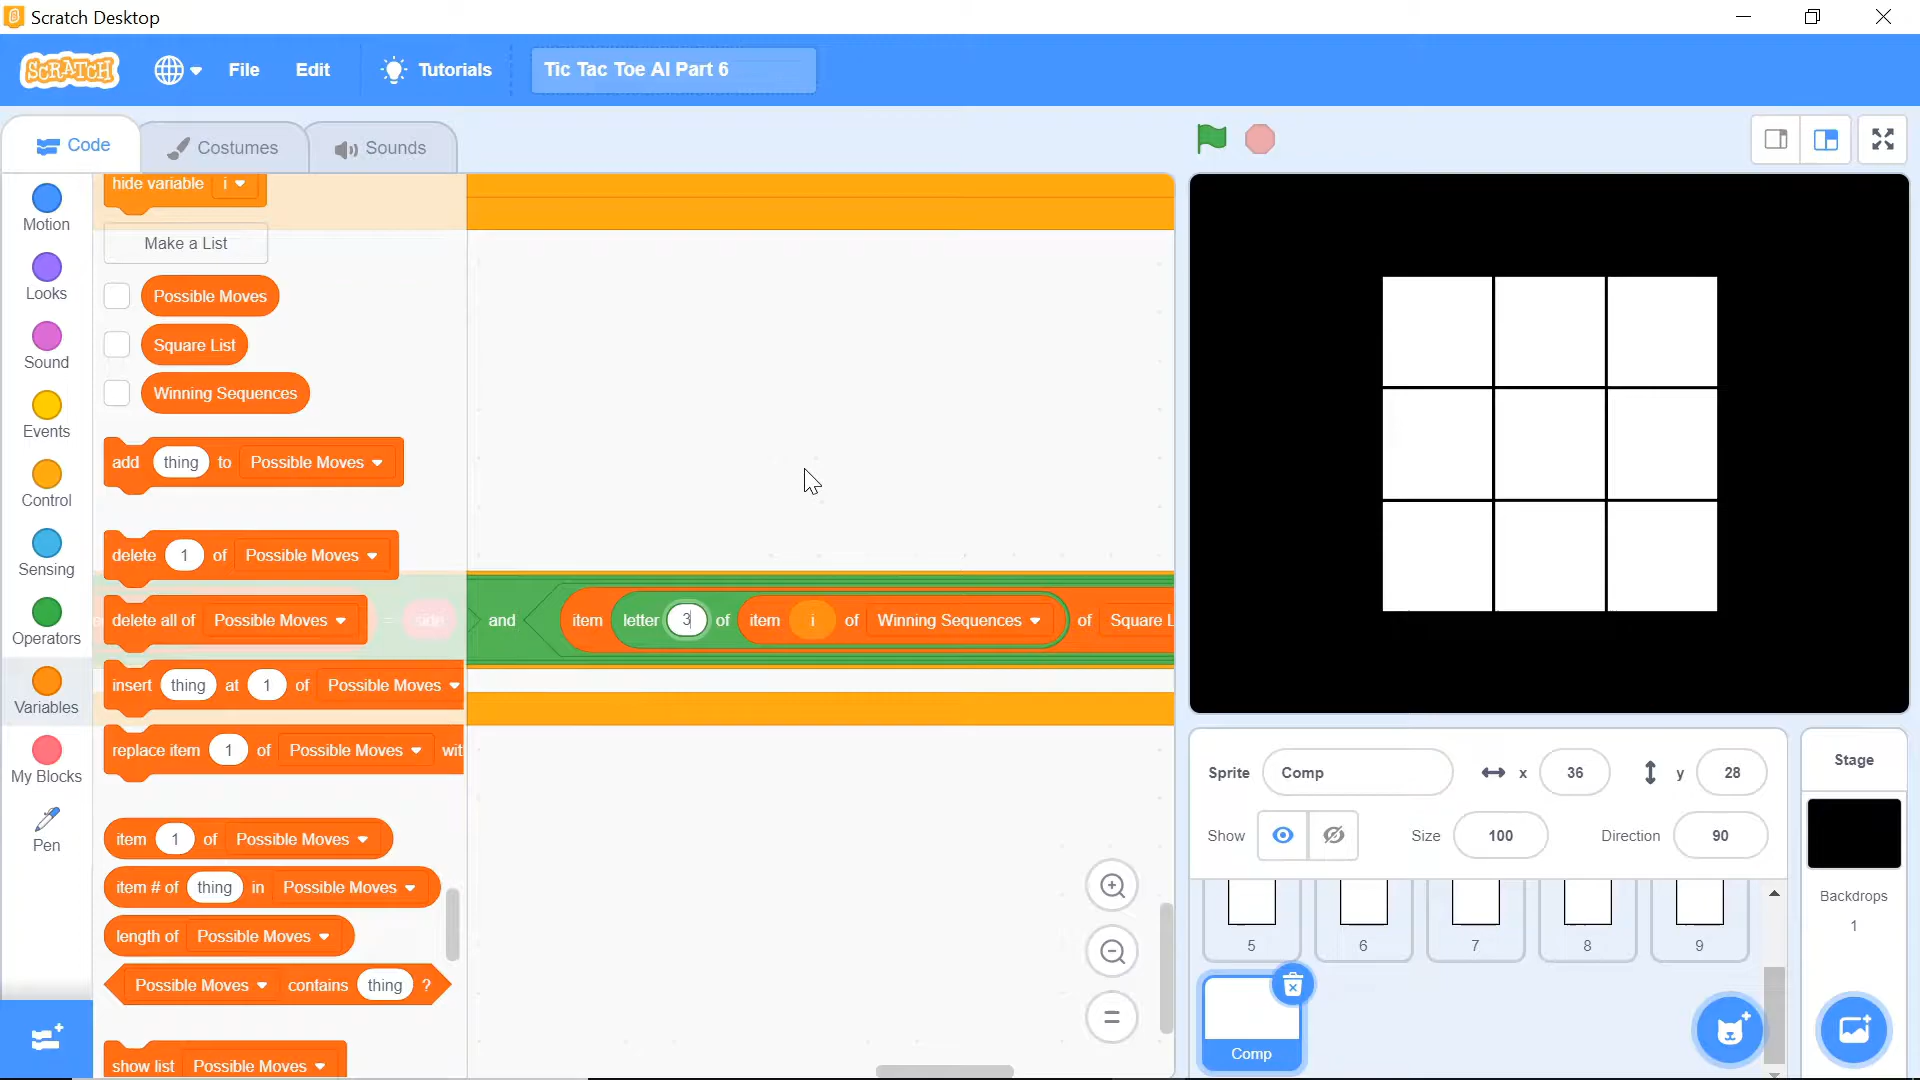 Scratch Desktop
SCRATCH
File
Edit
Tutorials
Tic Tac Toe AI Part 6
Code
Costumes
Sounds
Motion
Looks
Sound
Events
Control
Sensing
Operators
Variables
My Blocks
Pen
hide variable i
Make a List
Possible Moves
Square List
Winning Sequences
add thing to Possible Moves
delete 1 of Possible Moves
delete all of Possible Moves
insert thing at 1 of Possible Moves
replace item 1 of Possible Moves wit
item 1 of Possible Moves
item # of thing in Possible Moves
length of Possible Moves
Possible Moves contains thing ?
show list Possible Moves
= side and item letter 3 of item i of Winning Sequences of Square L
Sprite Comp x 36 y 28
Show Size 100 Direction 90
5 6 7 8 9
Comp
Stage
Backdrops
1